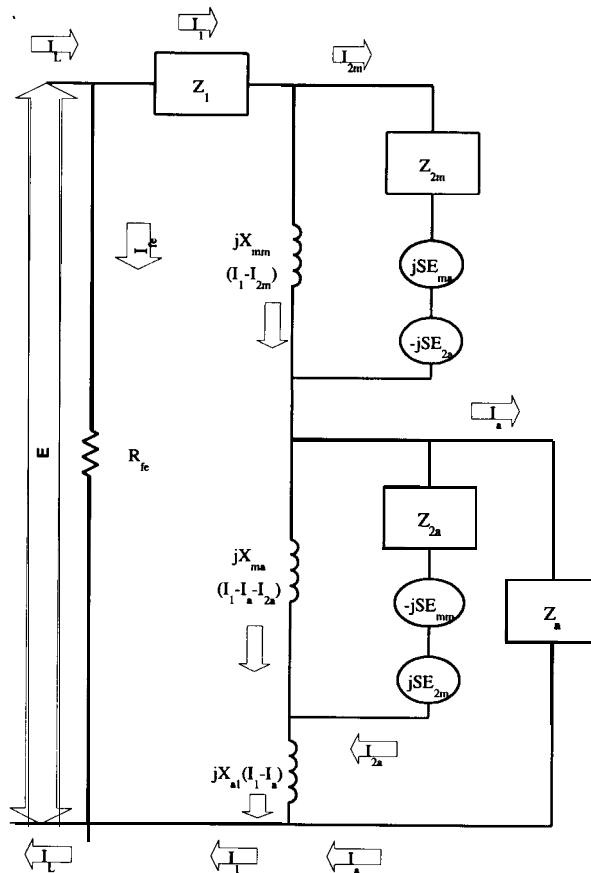 I_L
I_1
I_2m
Z_1
Z_2m
I_fe
jX_mm
(I_1-I_2m)
jSE_ma
-jSE_2a
I_a
E
R_fe
Z_2a
jX_ma
(I_1-I_a-I_2a)
-jSE_mm
Z_a
jSE_2m
I_2a
jX_a1(I_1-I_a)
I_L
I_1
I_a